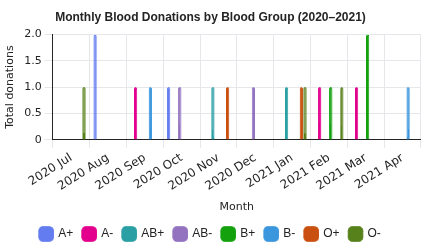 Monthly Blood Donations by Blood Group (2020–2021)
Total donations
2.0
1.5
1.0
0.5
0
2020 Jul
2020 Aug
2020 Sep
2020 Oct
2020 Nov
2020 Dec
2021 Jan
2021 Feb
2021 Mar
2021 Apr
Month
A+ A- AB+ AB- B+ B- O+ O-